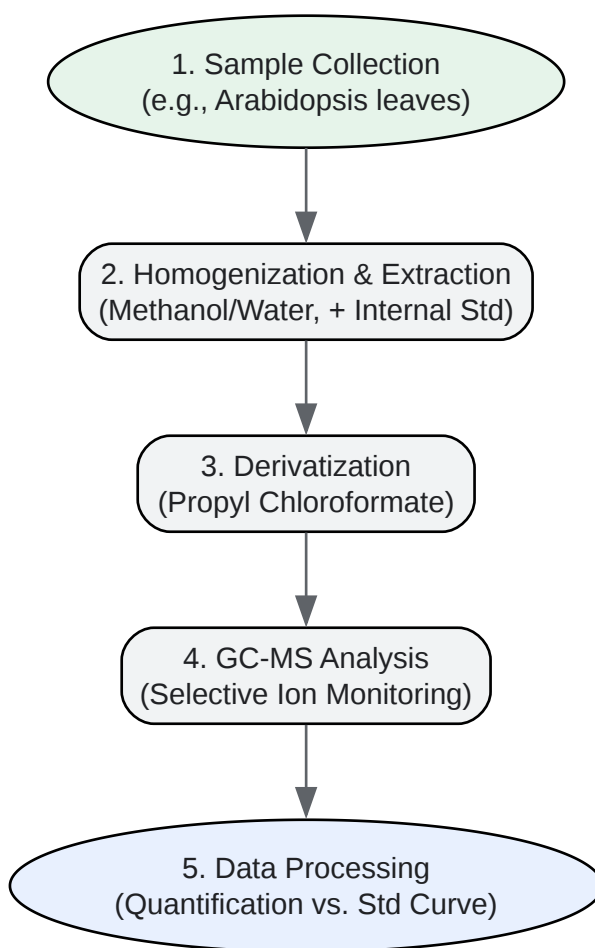 1. Sample Collection
(e.g., Arabidopsis leaves)
2. Homogenization & Extraction
(Methanol/Water, + Internal Std)
3. Derivatization
(Propyl Chloroformate)
4. GC-MS Analysis
(Selective Ion Monitoring)
5. Data Processing
(Quantification vs. Std Curve)